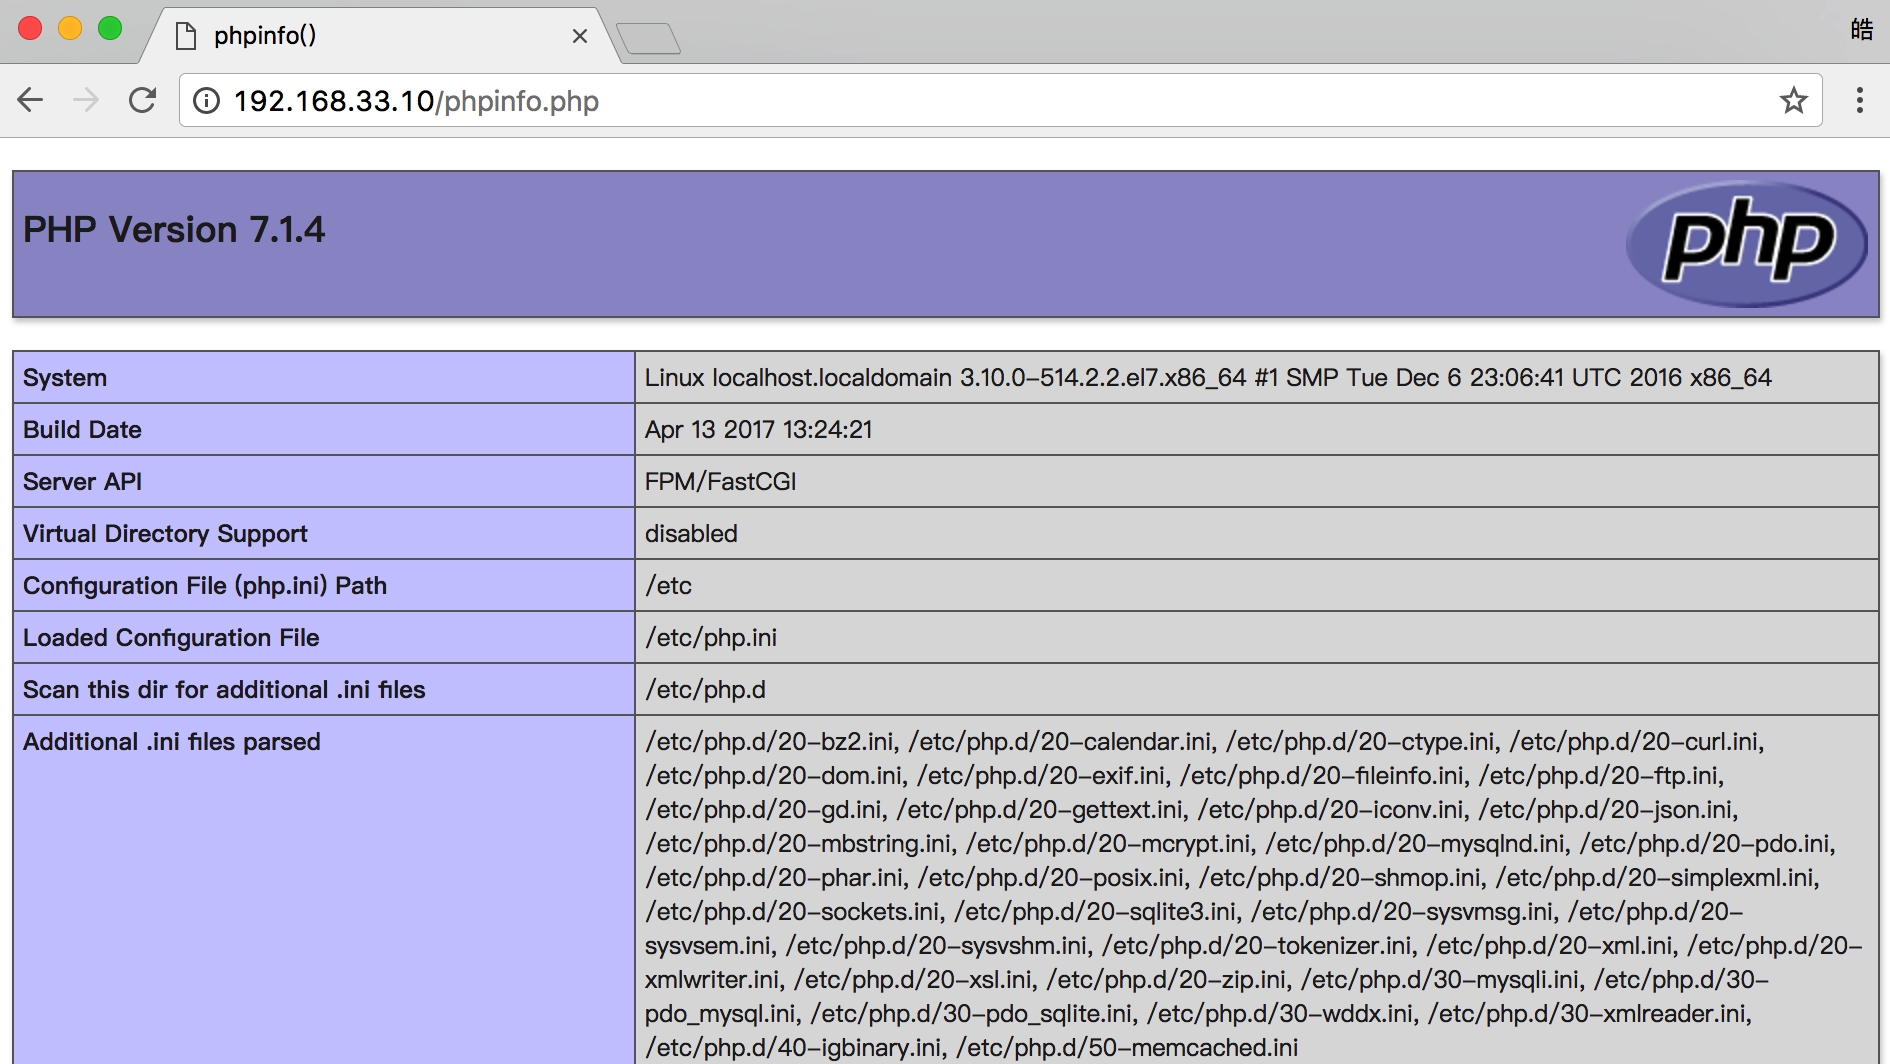 phpinfo()
皓
192.168.33.10/phpinfo.php
PHP Version 7.1.4
php
System Linux localhost.localdomain 3.10.0-514.2.2.el7.x86_64 #1 SMP Tue Dec 6 23:06:41 UTC 2016 x86_64
Build Date Apr 13 2017 13:24:21
Server API FPM/FastCGI
Virtual Directory Support disabled
Configuration File (php.ini) Path /etc
Loaded Configuration File /etc/php.ini
Scan this dir for additional .ini files /etc/php.d
Additional .ini files parsed /etc/php.d/20-bz2.ini, /etc/php.d/20-calendar.ini, /etc/php.d/20-ctype.ini, /etc/php.d/20-curl.ini,
/etc/php.d/20-dom.ini, /etc/php.d/20-exif.ini, /etc/php.d/20-fileinfo.ini, /etc/php.d/20-ftp.ini,
/etc/php.d/20-gd.ini, /etc/php.d/20-gettext.ini, /etc/php.d/20-iconv.ini, /etc/php.d/20-json.ini,
/etc/php.d/20-mbstring.ini, /etc/php.d/20-mcrypt.ini, /etc/php.d/20-mysqlnd.ini, /etc/php.d/20-pdo.ini,
/etc/php.d/20-phar.ini, /etc/php.d/20-posix.ini, /etc/php.d/20-shmop.ini, /etc/php.d/20-simplexml.ini,
/etc/php.d/20-sockets.ini, /etc/php.d/20-sqlite3.ini, /etc/php.d/20-sysvmsg.ini, /etc/php.d/20-
sysvsem.ini, /etc/php.d/20-sysvshm.ini, /etc/php.d/20-tokenizer.ini, /etc/php.d/20-xml.ini, /etc/php.d/20-
xmlwriter.ini, /etc/php.d/20-xsl.ini, /etc/php.d/20-zip.ini, /etc/php.d/30-mysqli.ini, /etc/php.d/30-
pdo_mysql.ini, /etc/php.d/30-pdo_sqlite.ini, /etc/php.d/30-wddx.ini, /etc/php.d/30-xmlreader.ini,
/etc/php.d/40-igbinary.ini, /etc/php.d/50-memcached.ini